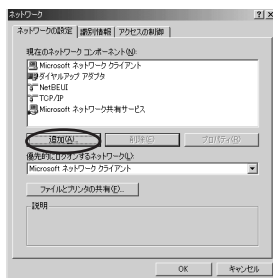 ネットワーク
ネットワークの設定 識別情報 アクセスの制御
現在のネットワーク コンポーネント(N):
Microsoft ネットワーク クライアント
ダイヤルアップ アダプタ
NetBEUI
TCP/IP
Microsoft ネットワーク共有サービス
追加(A)... 削除(E) プロパティ(R)
優先的にログオンするネットワーク(L):
Microsoft ネットワーク クライアント
ファイルとプリンタの共有(F)...
説明
OK キャンセル